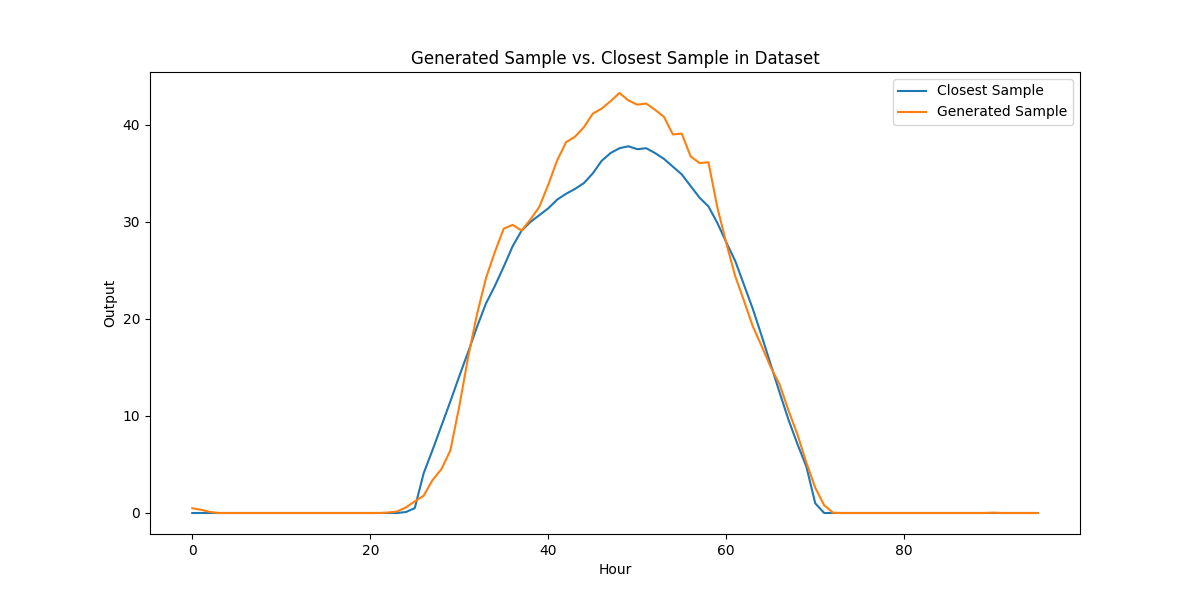 Generated Sample vs. Closest Sample in Dataset
Closest Sample
Generated Sample
Output
40
30
20
10
0
0 20 40 60 80
Hour